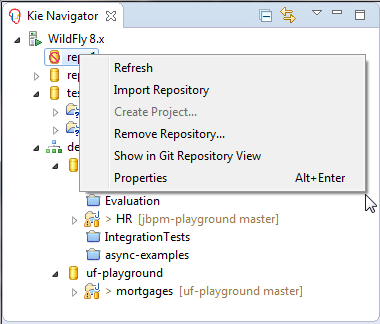 Kie Navigator
WildFly 8.x
rep
Refresh
rep
Import Repository
tes
Create Project...
Remove Repository...
Show in Git Repository View
de
Properties Alt+Enter
Evaluation
> HR [jbpm-playground master]
IntegrationTests
async-examples
uf-playground
> mortgages [uf-playground master]